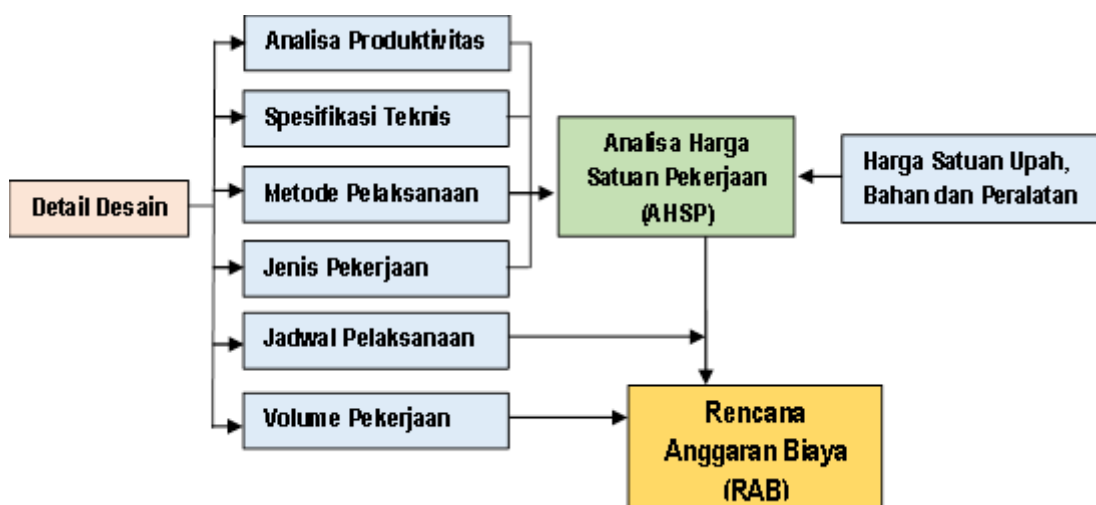 Detail Desain
Analisa Produktivitas
Spesifikasi Teknis
Metode Pelaksanaan
Jenis Pekerjaan
Jadwal Pelaksanaan
Volume Pekerjaan
Analisa Harga
Satuan Pekerjaan
(AHSP)
Harga Satuan Upah,
Bahan dan Peralatan
Rencana
Anggaran Biaya
(RAB)